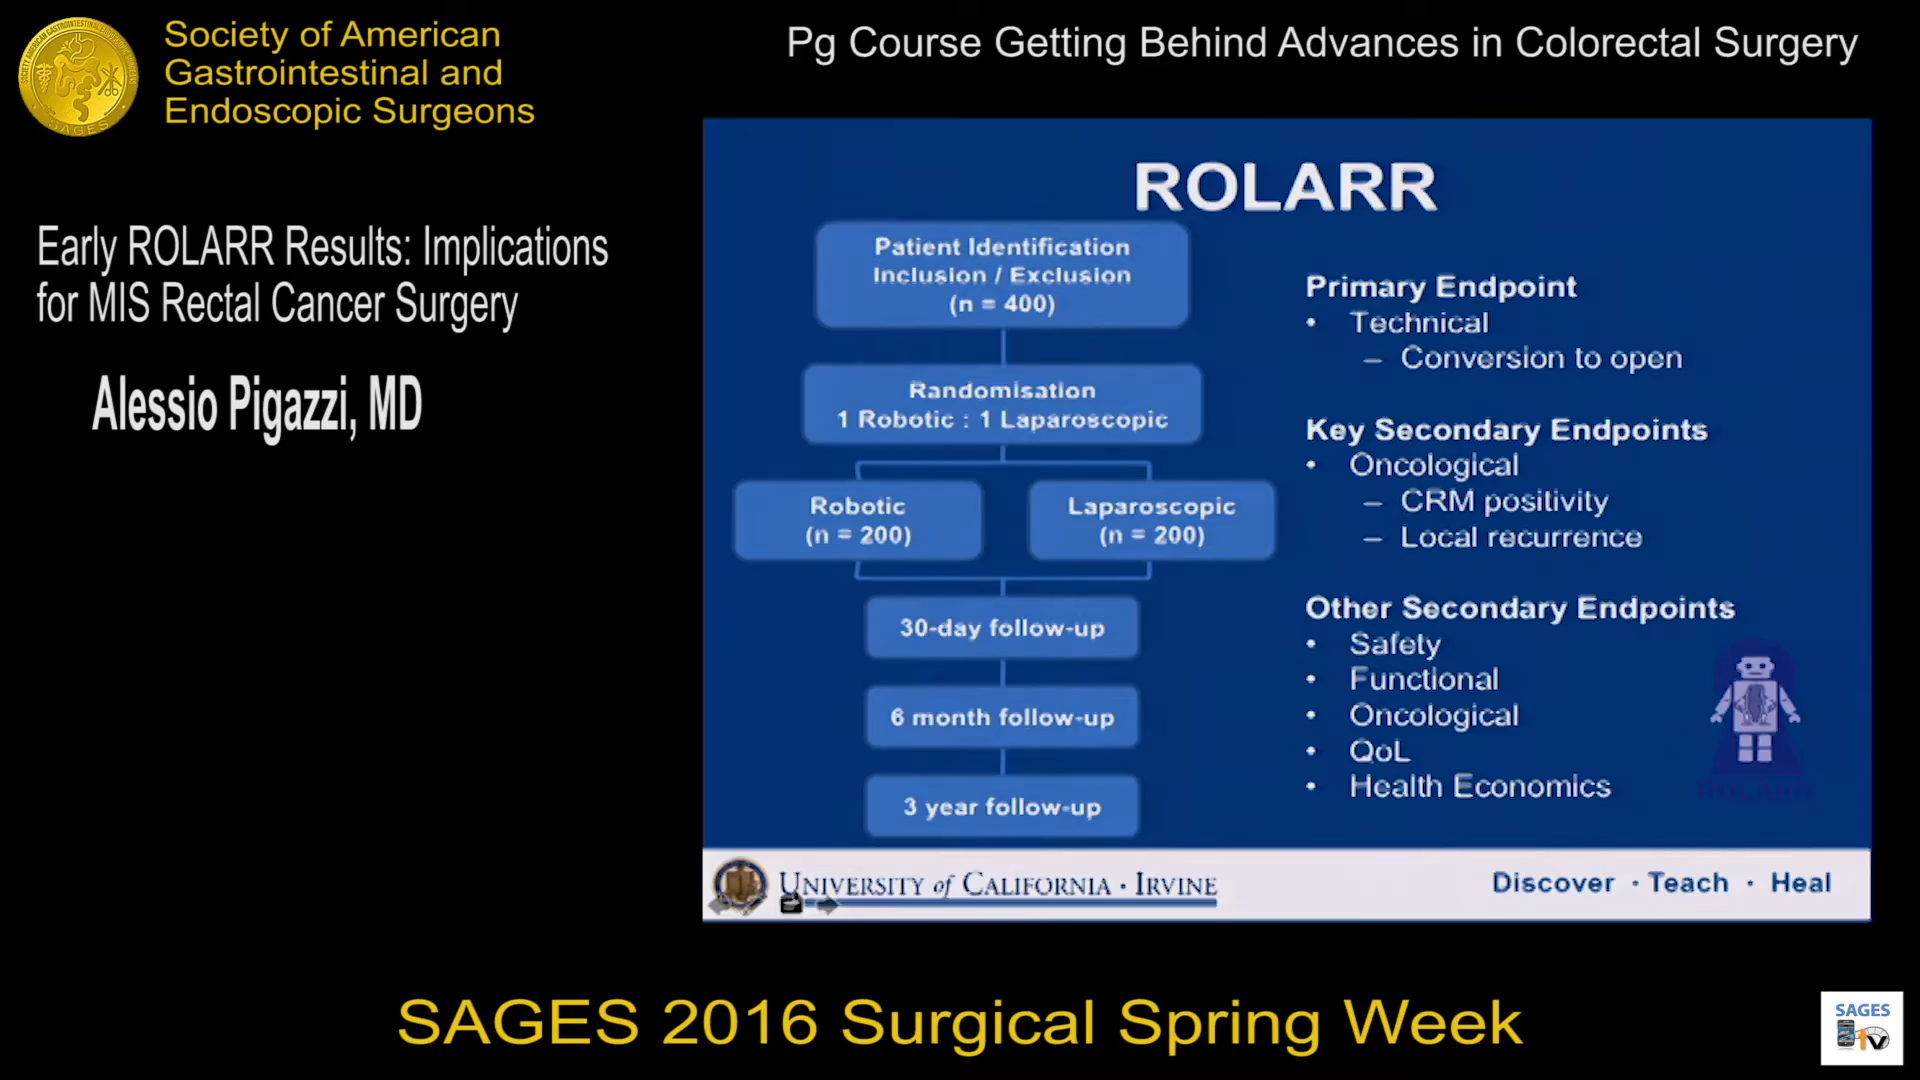 Society of American
Gastrointestinal and
Endoscopic Surgeons
Pg Course Getting Behind Advances in Colorectal Surgery
SAGES
Early ROLARR Results: Implications
for MIS Rectal Cancer Surgery
Alessio Pigazzi, MD
ROLARR
Patient Identification
Inclusion / Exclusion
(n = 400)
Randomisation
1 Robotic : 1 Laparoscopic
Robotic
(n = 200)
Laparoscopic
(n = 200)
30-day follow-up
6 month follow-up
3 year follow-up
Primary Endpoint
• Technical
– Conversion to open
Key Secondary Endpoints
• Oncological
– CRM positivity
– Local recurrence
Other Secondary Endpoints
• Safety
• Functional
• Oncological
• QoL
• Health Economics
ROLARR
UNIVERSITY of CALIFORNIA · IRVINE
Discover · Teach · Heal
SAGES 2016 Surgical Spring Week
SAGES
TV